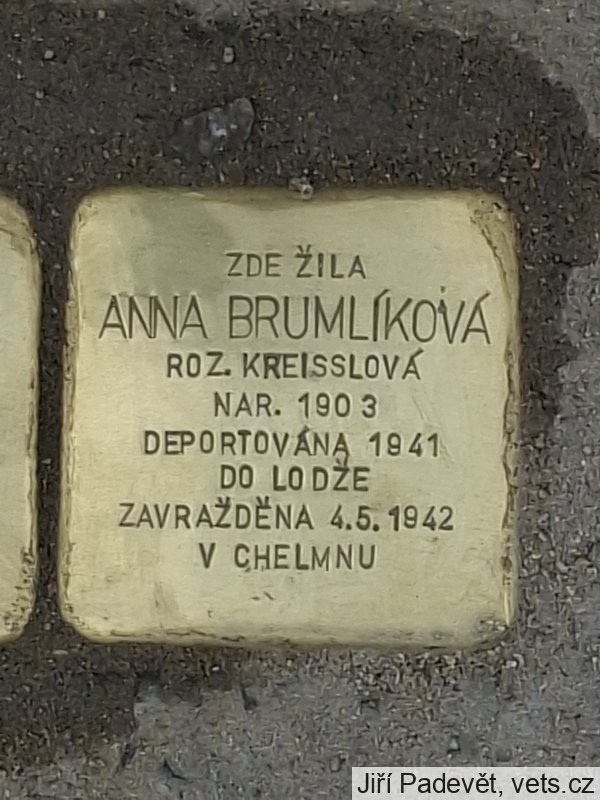 ZDE ŽILA
ANNA BRUMLÍKOVÁ
ROZ. KREISSLOVÁ
NAR. 1903
DEPORTOVÁNA 1941
DO LODŽE
ZAVRAŽDĚNA 4.5.1942
V CHELMNU
Jiří Padevět, vets.cz